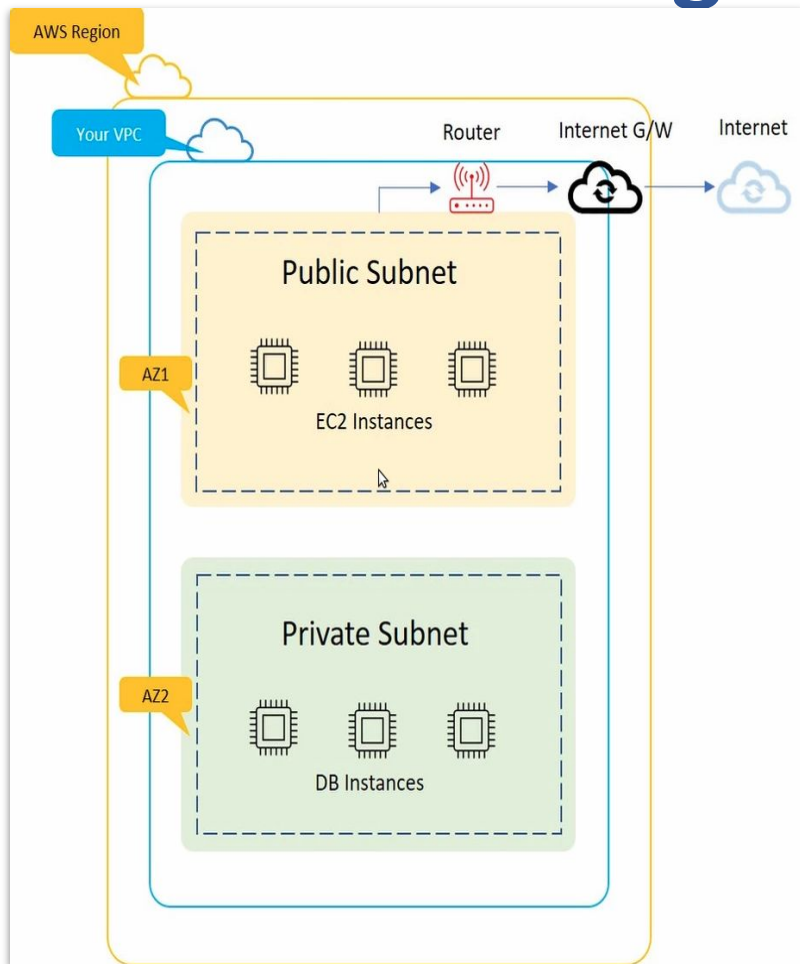 AWS Region
Your VPC
Router
Internet G/W
Internet
Public Subnet
AZ1
EC2 Instances
Private Subnet
AZ2
DB Instances